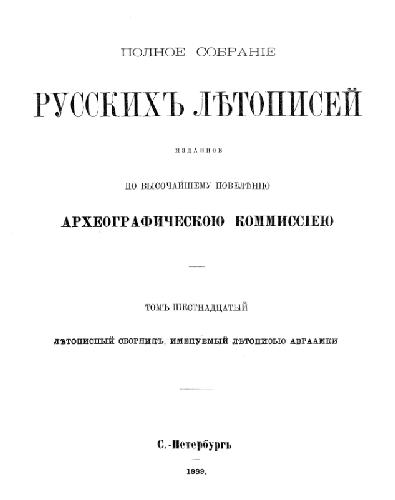 ПОЛНОЕ СОБРАНІЕ
РУССКИХЪ ЛѢТОПИСЕЙ
ИЗДАННОЕ
ПО ВЫСОЧАЙШЕМУ ПОВЕЛѢНІЮ
АРХЕОГРАФИЧЕСКОЮ КОММИССІЕЮ
ТОМЪ ШЕСТНАДЦАТЫЙ
ЛѢТОПИСНЫЙ СБОРНИКЪ, ИМЕНУЕМЫЙ ЛѢТОПИСЬЮ АВРААМКИ
С.-Петербургъ
1889.